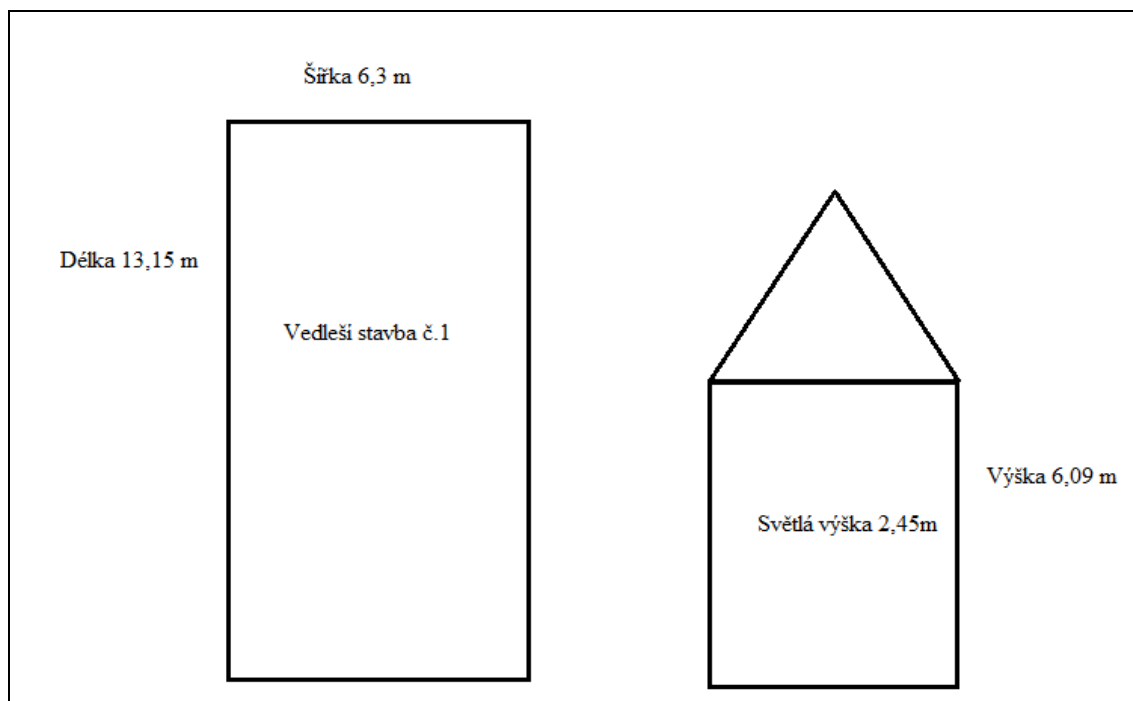 Šířka 6,3 m
Délka 13,15 m
Vedleší stavba č.1
Výška 6,09 m
Světlá výška 2,45m